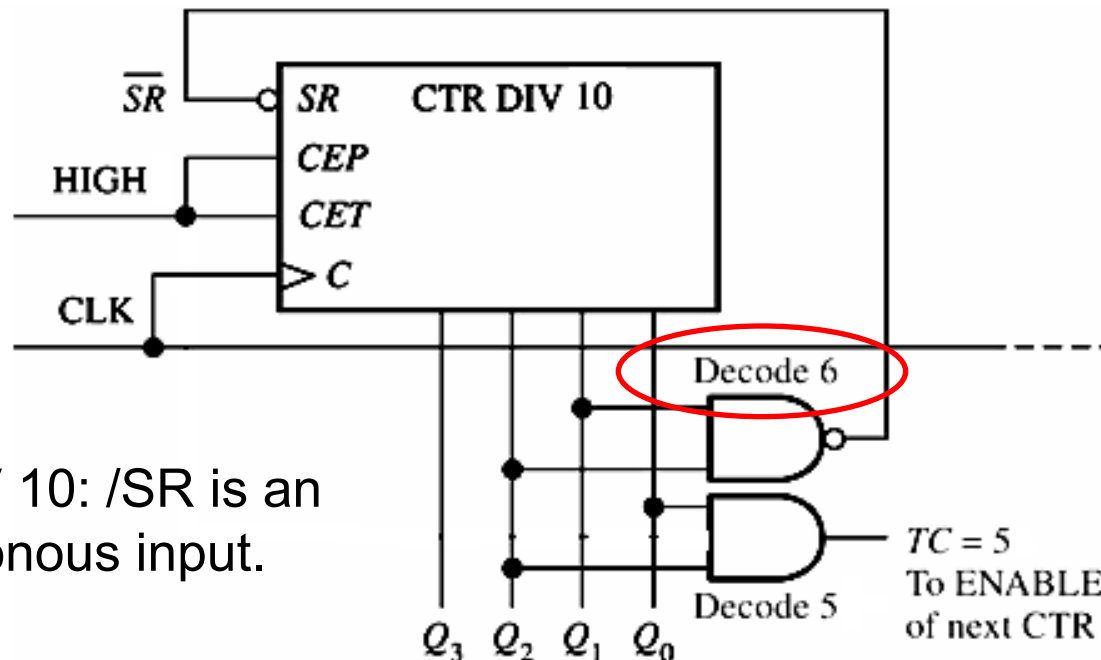 S̅R̅ SR CTR DIV 10
CEP
HIGH
CET
C
CLK
Decode 6
10: /SR is an
onous input.
TC = 5
To ENABLE
Decode 5
of next CTR
Q₃ Q₂ Q₁ Q₀